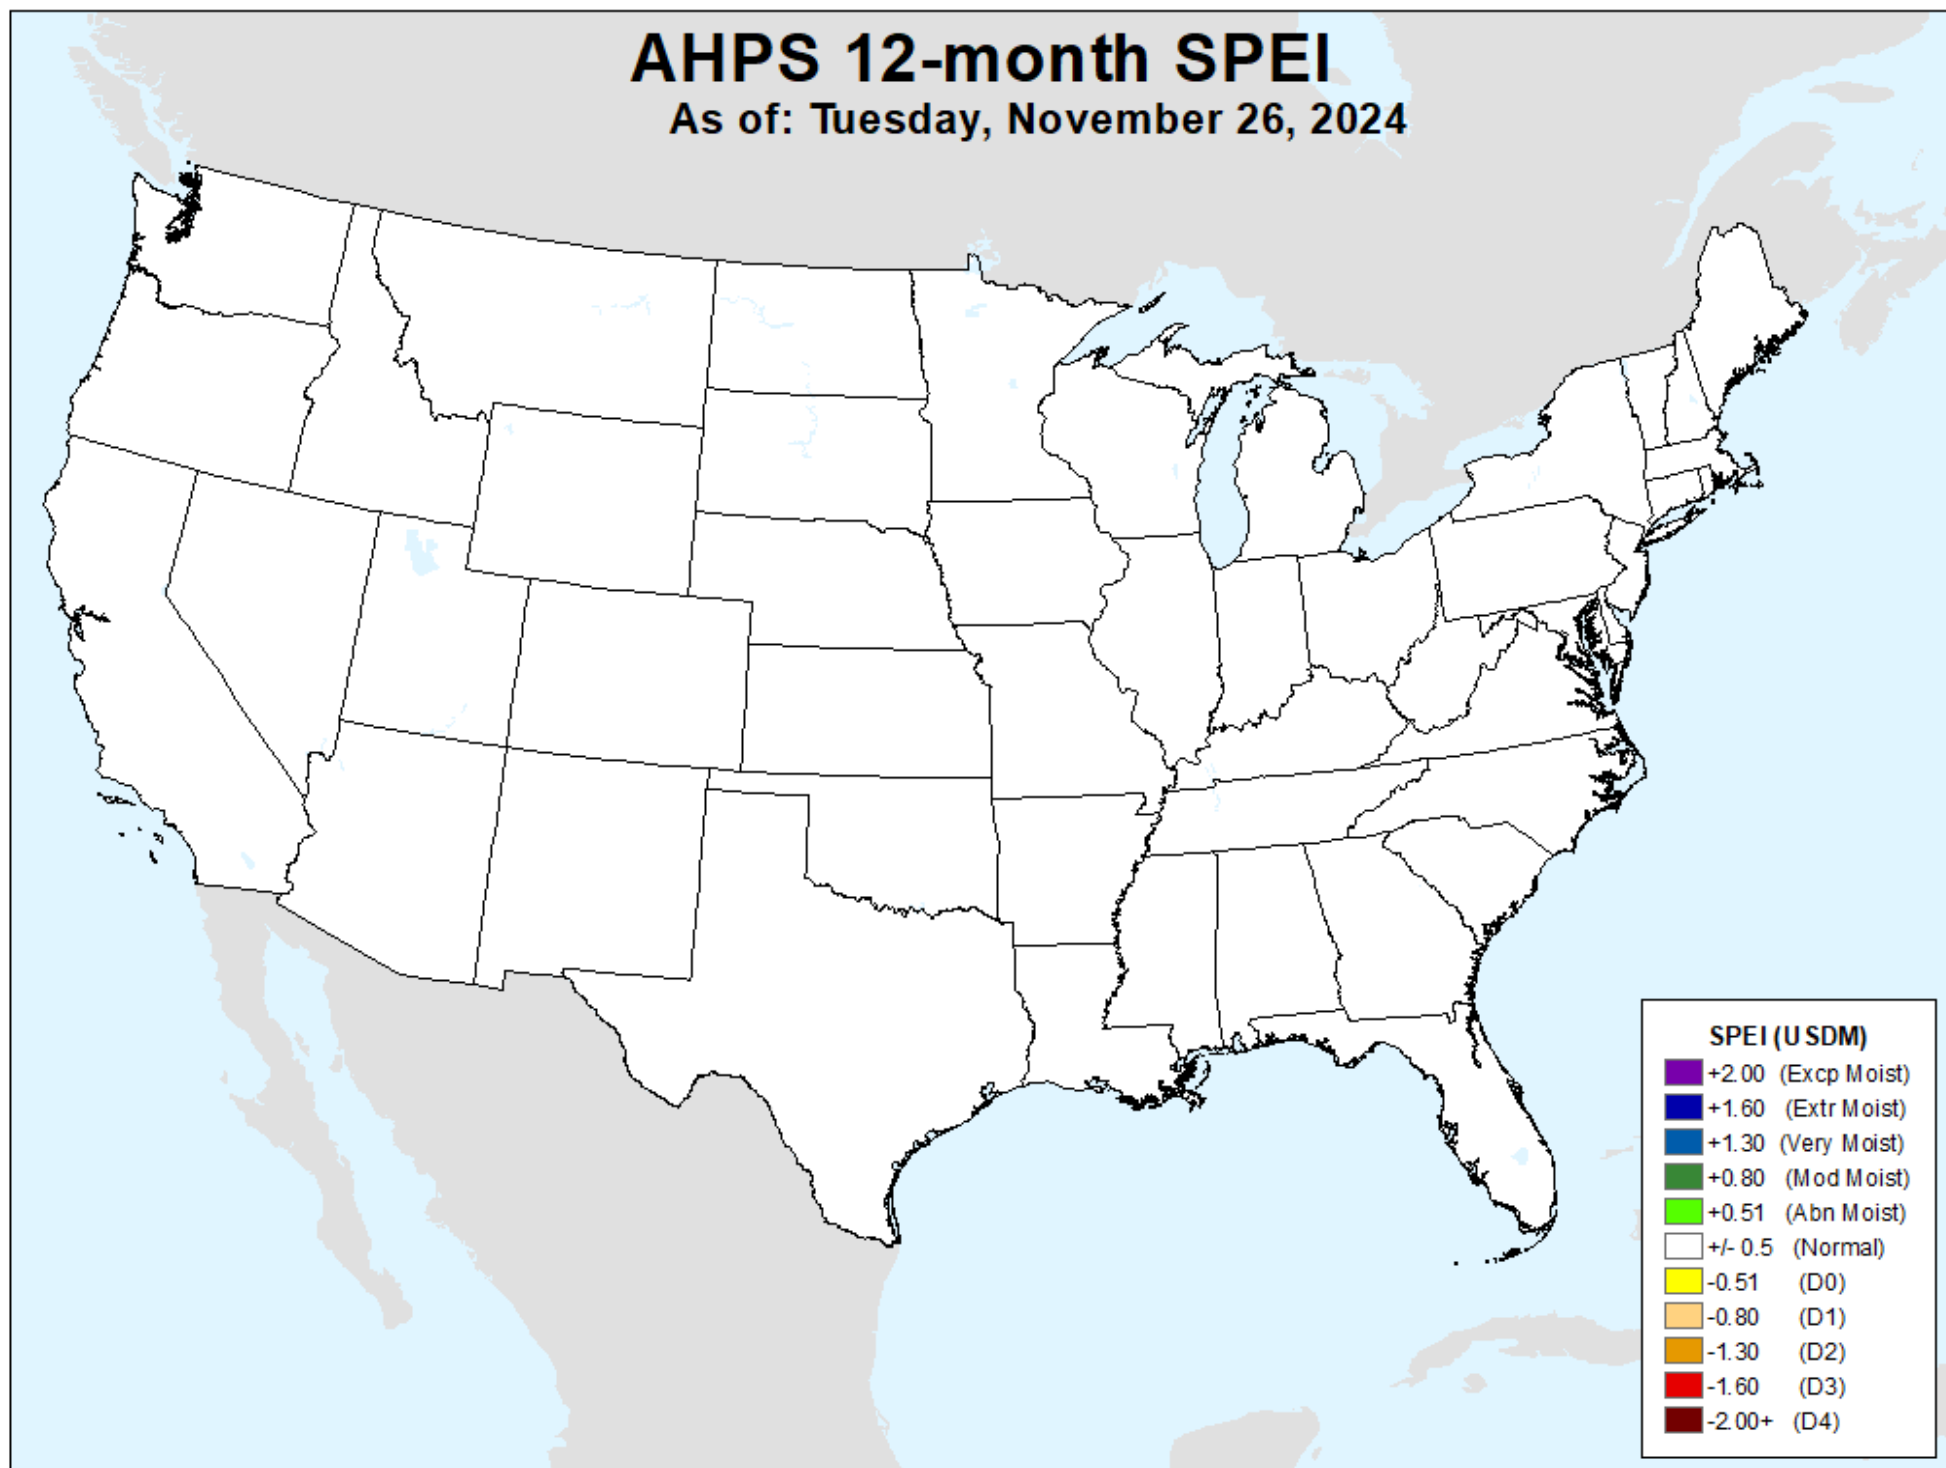 AHPS 12-month SPEI
As of: Tuesday, November 26, 2024
SPEI (USDM)
+2.00 (Excp Moist)
+1.60 (Extr Moist)
+1.30 (Very Moist)
+0.80 (Mod Moist)
+0.51 (Abn Moist)
+/- 0.5 (Normal)
-0.51 (D0)
-0.80 (D1)
-1.30 (D2)
-1.60 (D3)
-2.00+ (D4)